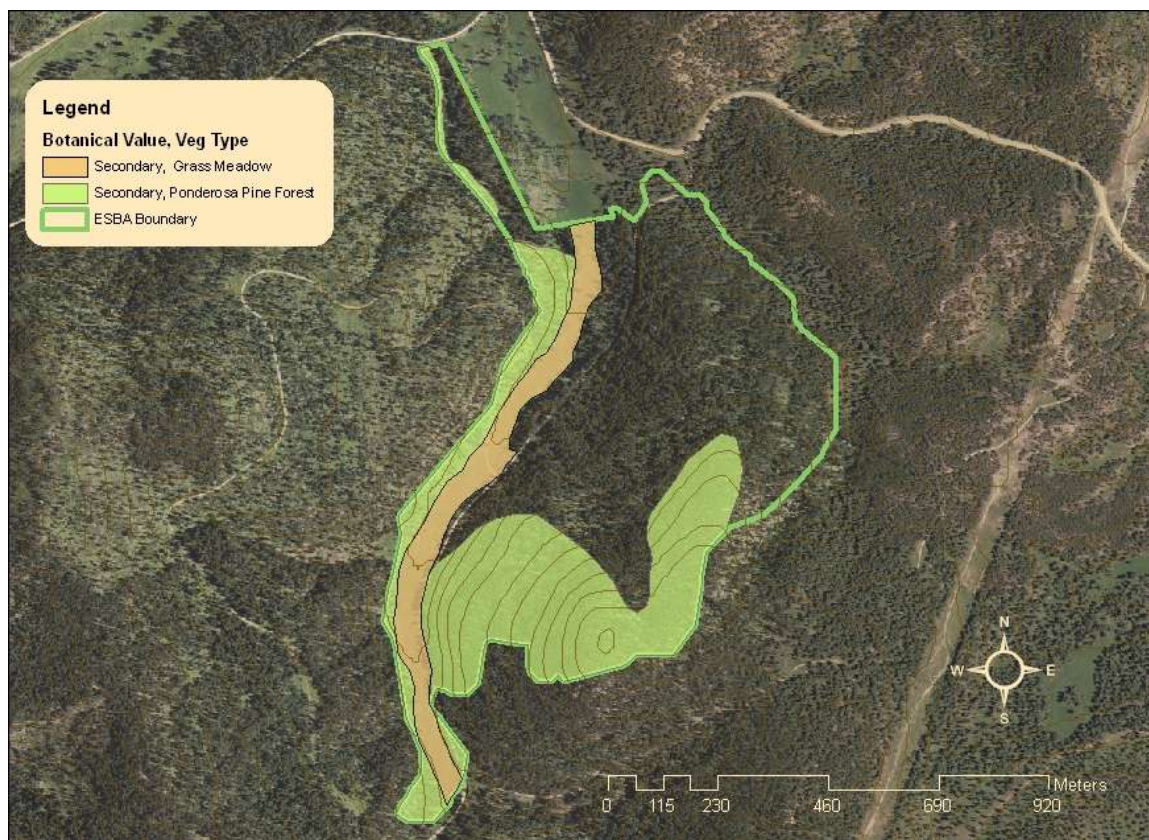 Legend
Botanical Value, Veg Type
Secondary, Grass Meadow
Secondary, Ponderosa Pine Forest
ESBA Boundary
N
W E
S
Meters
0 115 230 460 690 920